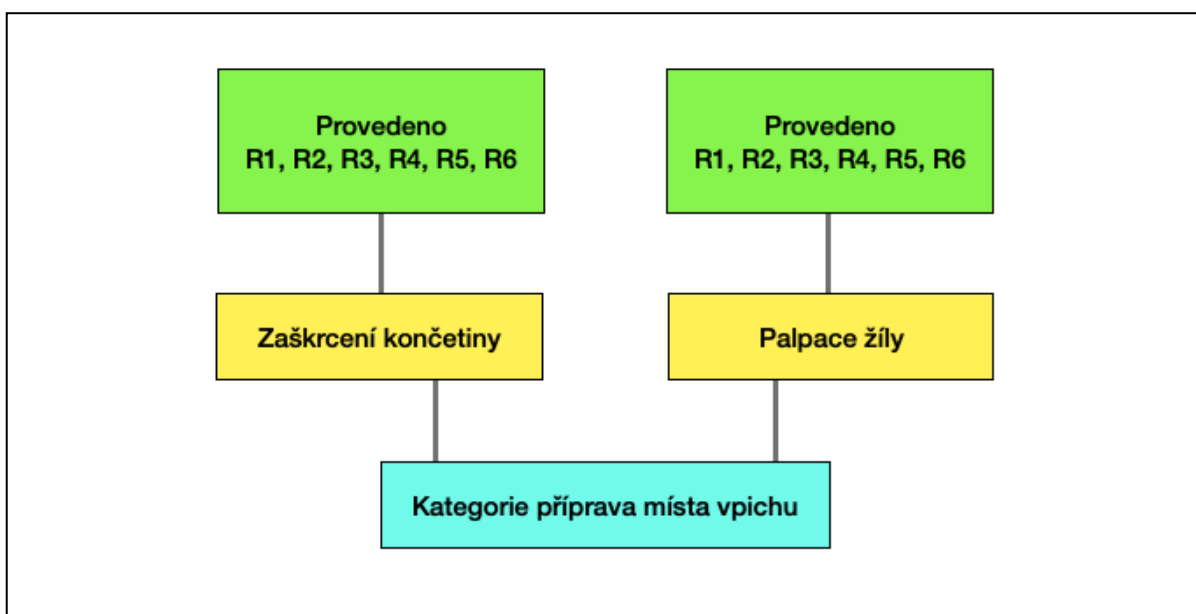 Provedeno
R1, R2, R3, R4, R5, R6
Provedeno
R1, R2, R3, R4, R5, R6
Zaškrcení končetiny
Palpace žíly
Kategorie příprava místa vpichu